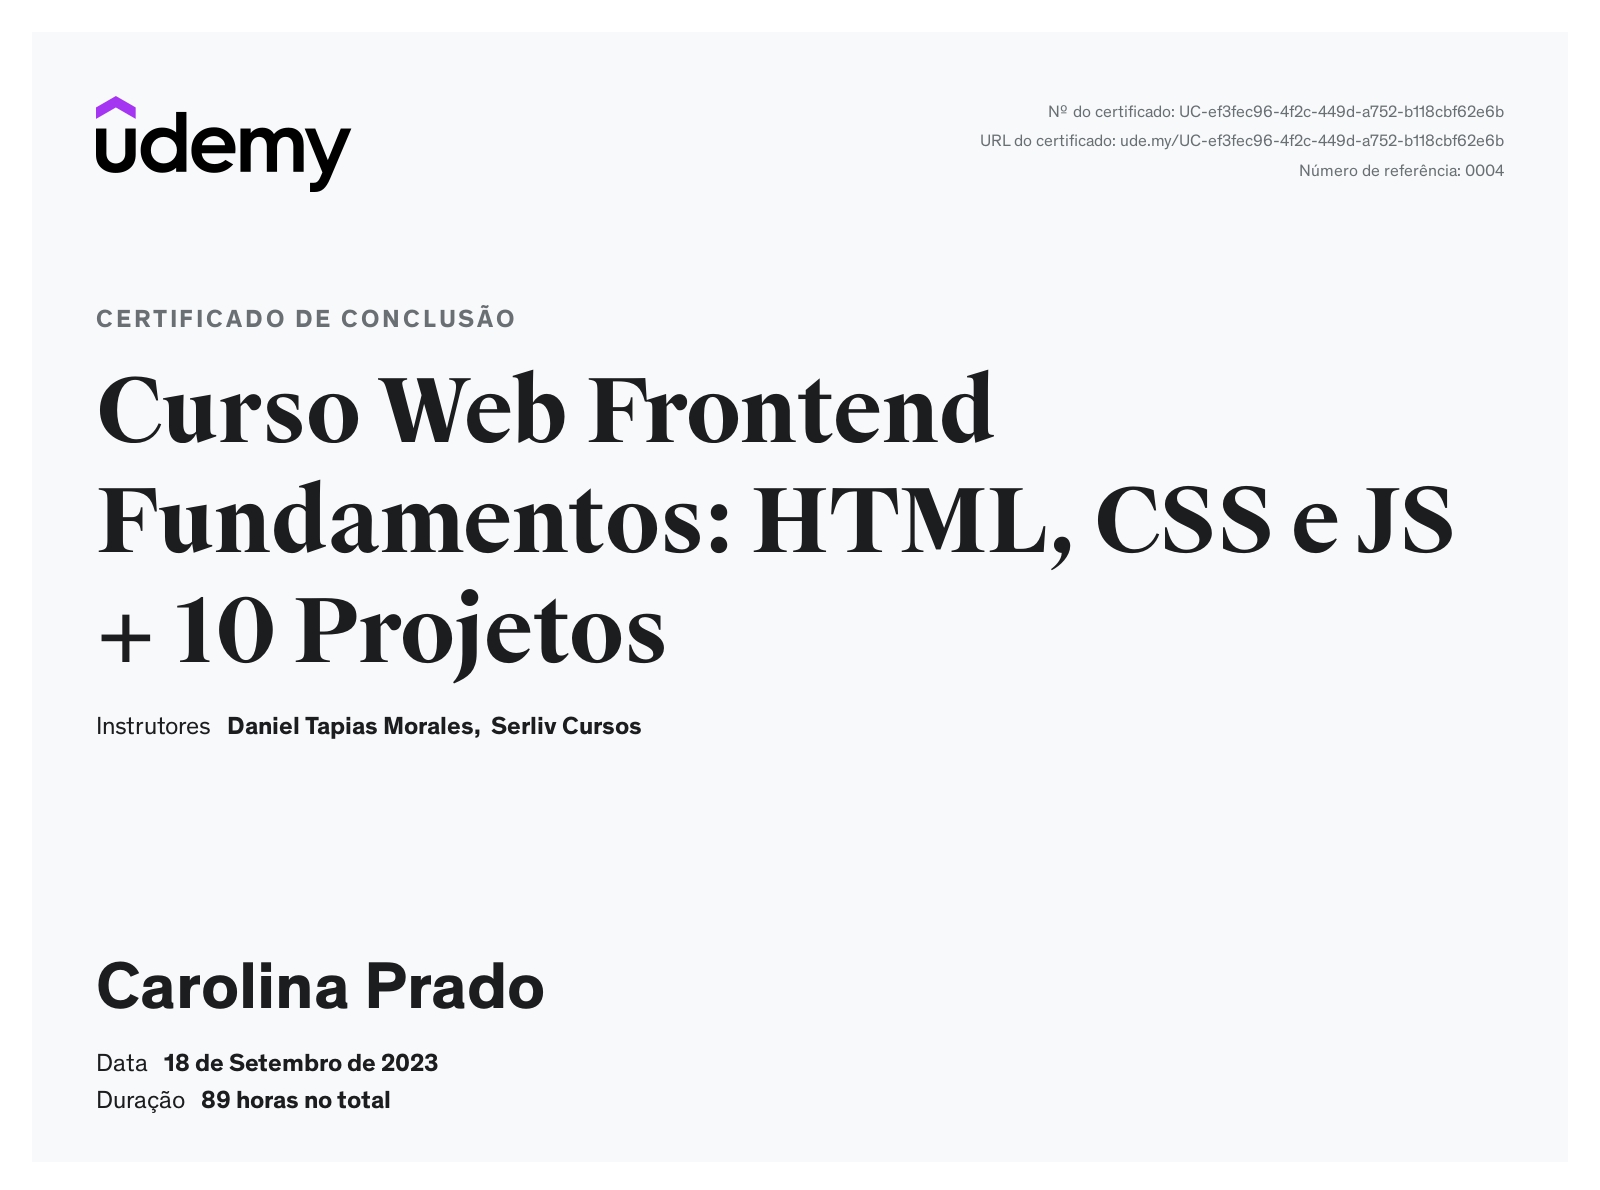 udemy
Nº do certificado: UC-ef3fec96-4f2c-449d-a752-b118cbf62e6b
URL do certificado: ude.my/UC-ef3fec96-4f2c-449d-a752-b118cbf62e6b
Número de referência: 0004
CERTIFICADO DE CONCLUSÃO
Curso Web Frontend
Fundamentos: HTML, CSS e JS
+ 10 Projetos
Instrutores Daniel Tapias Morales, Serliv Cursos
Carolina Prado
Data 18 de Setembro de 2023
Duração 89 horas no total